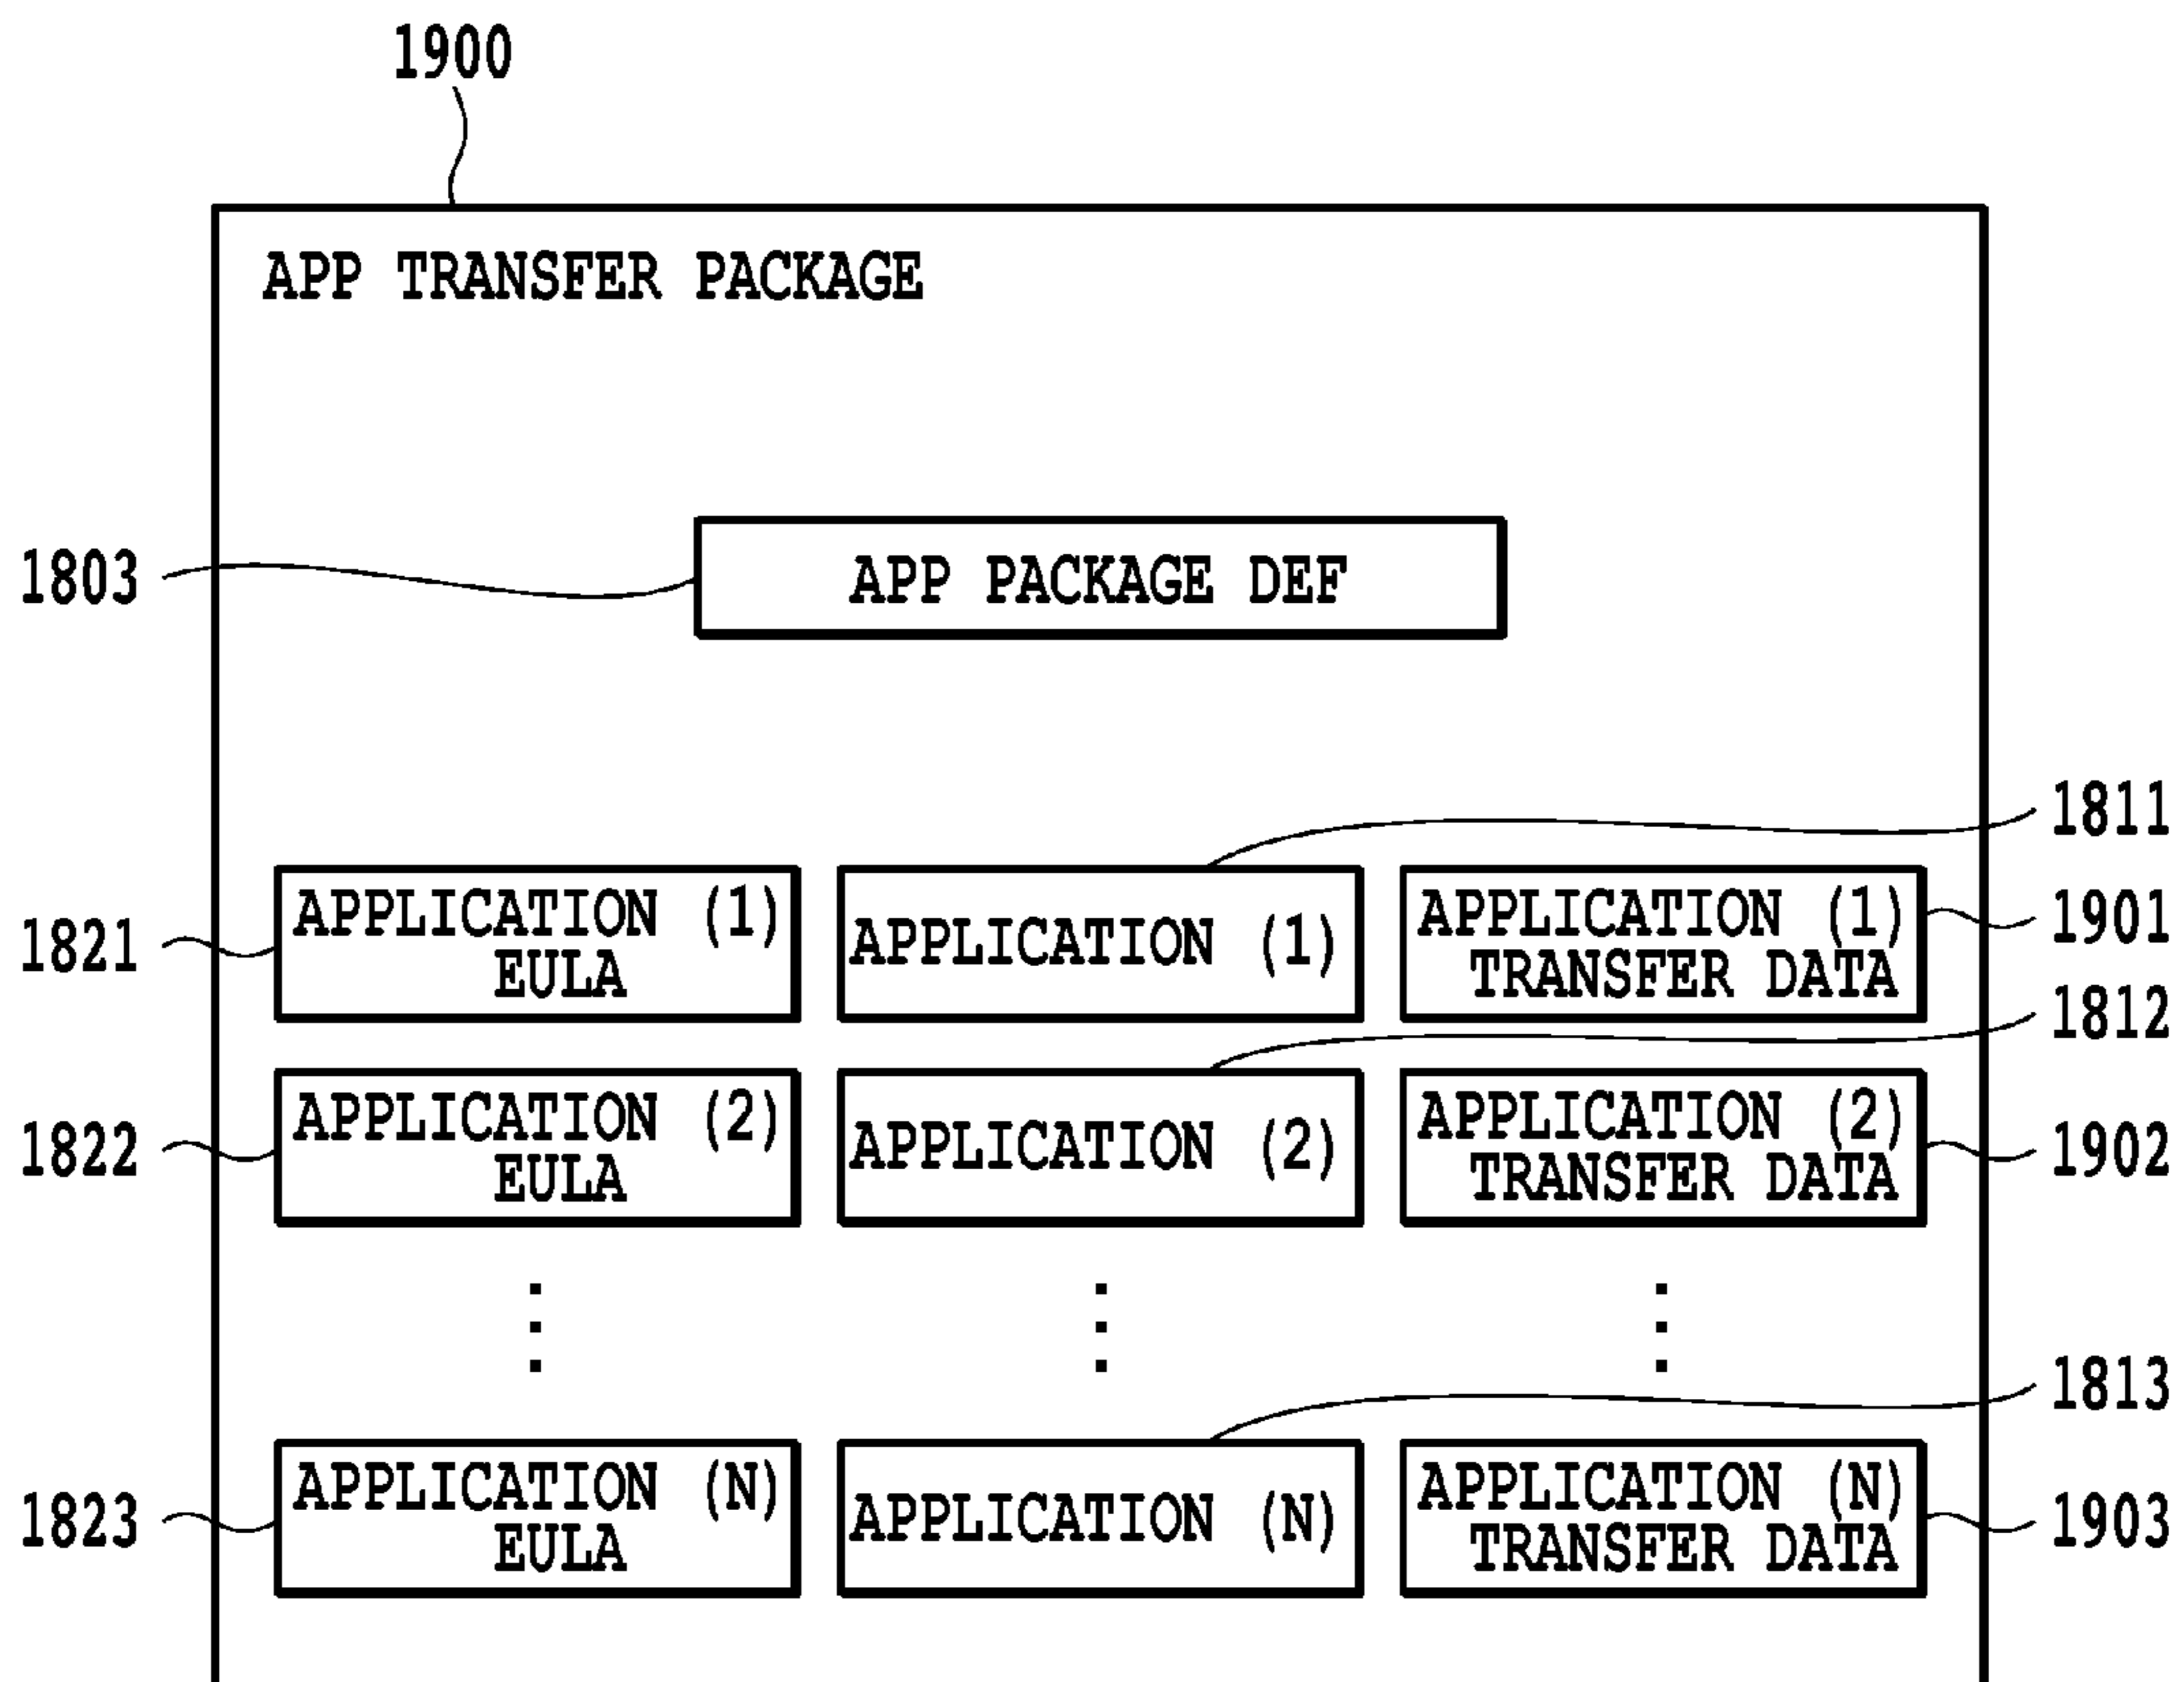 1900
APP TRANSFER PACKAGE
1803
APP PACKAGE DEF
1811
1821
APPLICATION (1)
EULA
APPLICATION (1)
APPLICATION (1)
TRANSFER DATA
1901
1812
1822
APPLICATION (2)
EULA
APPLICATION (2)
APPLICATION (2)
TRANSFER DATA
1902
1813
1823
APPLICATION (N)
EULA
APPLICATION (N)
APPLICATION (N)
TRANSFER DATA
1903